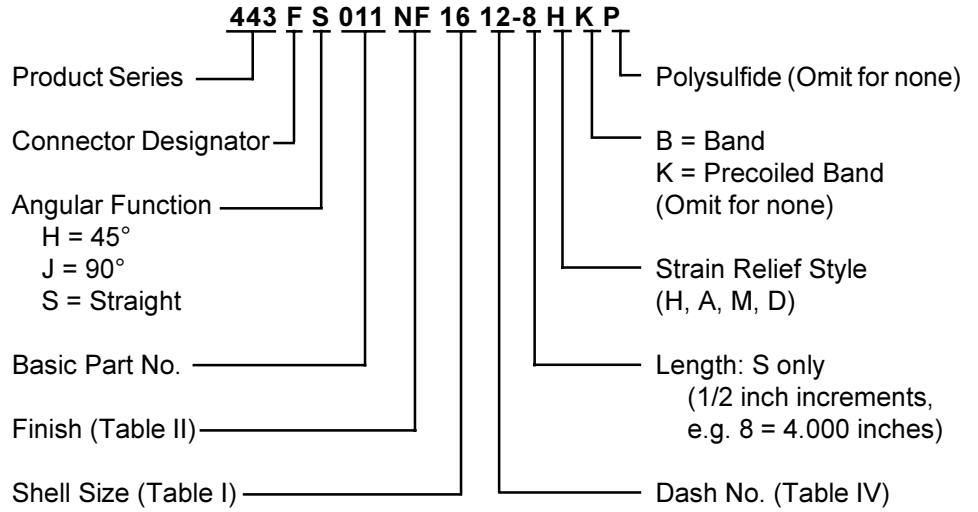 443 F S 011 NF 16 12-8 H K P
Product Series
Connector Designator
Angular Function
H = 45°
J = 90°
S = Straight
Basic Part No.
Finish (Table II)
Shell Size (Table I)
Polysulfide (Omit for none)
B = Band
K = Precoiled Band
(Omit for none)
Strain Relief Style
(H, A, M, D)
Length: S only
(1/2 inch increments,
e.g. 8 = 4.000 inches)
Dash No. (Table IV)